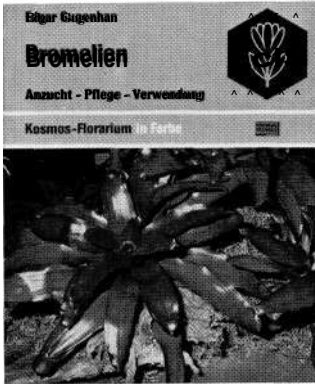 Edgar Gugenhan
Bromelien
Anzucht - Pflege - Verwendung
Kosmos-Florarium in Farbe